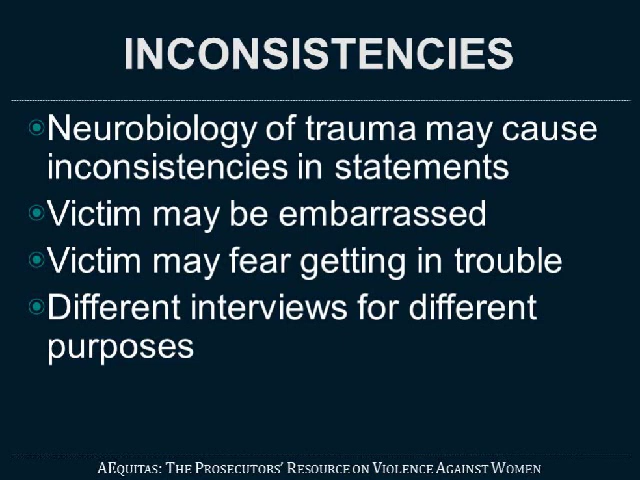 INCONSISTENCIES
Neurobiology of trauma may cause
inconsistencies in statements
Victim may be embarrassed
Victim may fear getting in trouble
Different interviews for different
purposes
AEQUITAS: THE PROSECUTORS' RESOURCE ON VIOLENCE AGAINST WOMEN